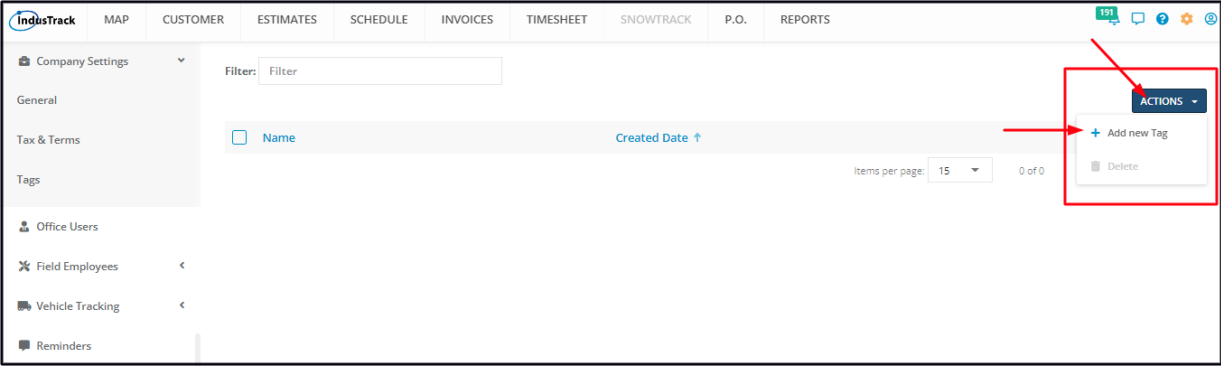 IndusTrack MAP CUSTOMER ESTIMATES SCHEDULE INVOICES TIMESHEET SNOWTRACK P.O. REPORTS 191
Company Settings
General
Tax & Terms
Tags
Office Users
Field Employees
Vehicle Tracking
Reminders
Filter: Filter
ACTIONS
Add new Tag
Delete
Name Created Date
Items per page: 15 0 of 0